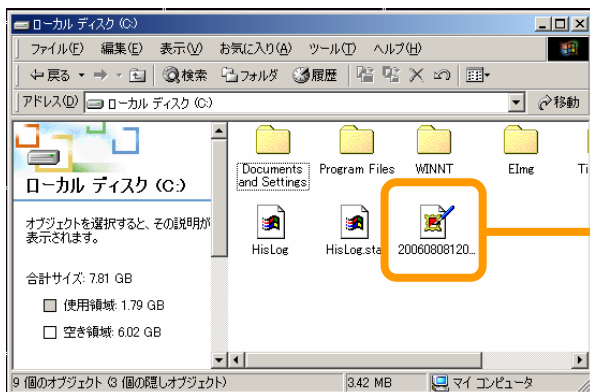 ローカル ディスク (C:)
ファイル(F) 編集(E) 表示(V) お気に入り(A) ツール(T) ヘルプ(H)
戻る 検索 フォルダ 履歴
アドレス(D) ローカル ディスク (C:) 移動
ローカル ディスク (C:)
オブジェクトを選択すると、その説明が
表示されます。
合計サイズ: 7.81 GB
使用領域: 1.79 GB
空き領域: 6.02 GB
Documents and Settings
Program Files
WINNT
EImg
Ti
HisLog
HisLog.sta
20060808120...
9 個のオブジェクト (3 個の隠しオブジェクト) 3.42 MB マイ コンピュータ